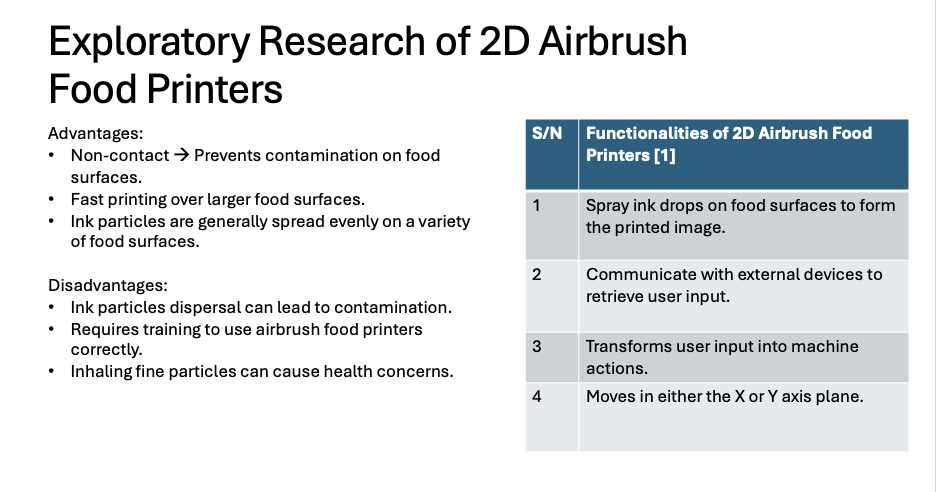 Exploratory Research of 2D Airbrush
Food Printers
Advantages:
• Non-contact → Prevents contamination on food
surfaces.
• Fast printing over larger food surfaces.
• Ink particles are generally spread evenly on a variety
of food surfaces.
Disadvantages:
• Ink particles dispersal can lead to contamination.
• Requires training to use airbrush food printers
correctly.
• Inhaling fine particles can cause health concerns.
S/N Functionalities of 2D Airbrush Food
Printers [1]
1 Spray ink drops on food surfaces to form
the printed image.
2 Communicate with external devices to
retrieve user input.
3 Transforms user input into machine
actions.
4 Moves in either the X or Y axis plane.